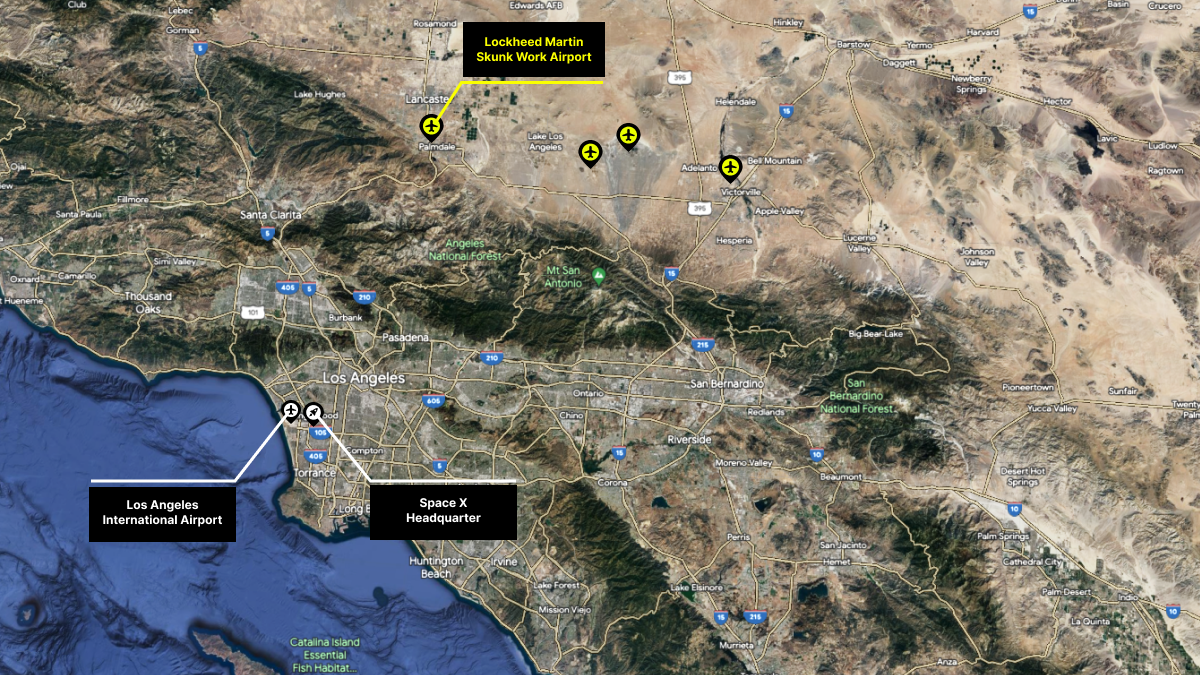 Club
Lebec
Gorman
Edwards AFB
Rosamond
Hinkley
15
Basin
Crucero
Harvard
Barstow
Yermo
Daggett
Newberry
Springs
5
Lockheed Martin
Skunk Work Airport
395
Lake Hughes
Lancaste
Helendale
15
Hector
Lavic
Ludlow
Ragtown
Palmdale
Lake Los
Angeles
Adelanto
Bell Mountain
Victorville
Ojai
Fillmore
Santa Paula
Santa Clarita
5
395
Apple Valley
Hesperia
Lucerne
Valley
Johnson
Valley
Angeles
National Forest
Mt San
Antonio
15
Simi Valley
Oxnard
Camarillo
t Hueneme
Thousand
Oaks
405
5
210
101
Burbank
Pasadena
210
215
Big Bear Lake
Los Angeles
605
Ontario
Chino
San Bernardino
Redlands
San
Bernardino
National Forest
Pioneertown
Sunfair
Yucca Valley
Twenty
Palm
ood
105
405
Compton
Torrance
5
15
Riverside
Moreno Valley
10
Beaumont
Corona
Desert Hot
Springs
10
Los Angeles
International Airport
Long B
Space X
Headquarter
Huntington
Beach
Irvine
Perris
San Jacinto
Hemet
Palm Springs
Cathedral City
Lake Forest
Mission Viejo
Lake Elsinore
Palm Desert
Indio
10
La Quinta
15
215
Murrieta
Anza
Catalina Island
Essential
Fish Habitat...